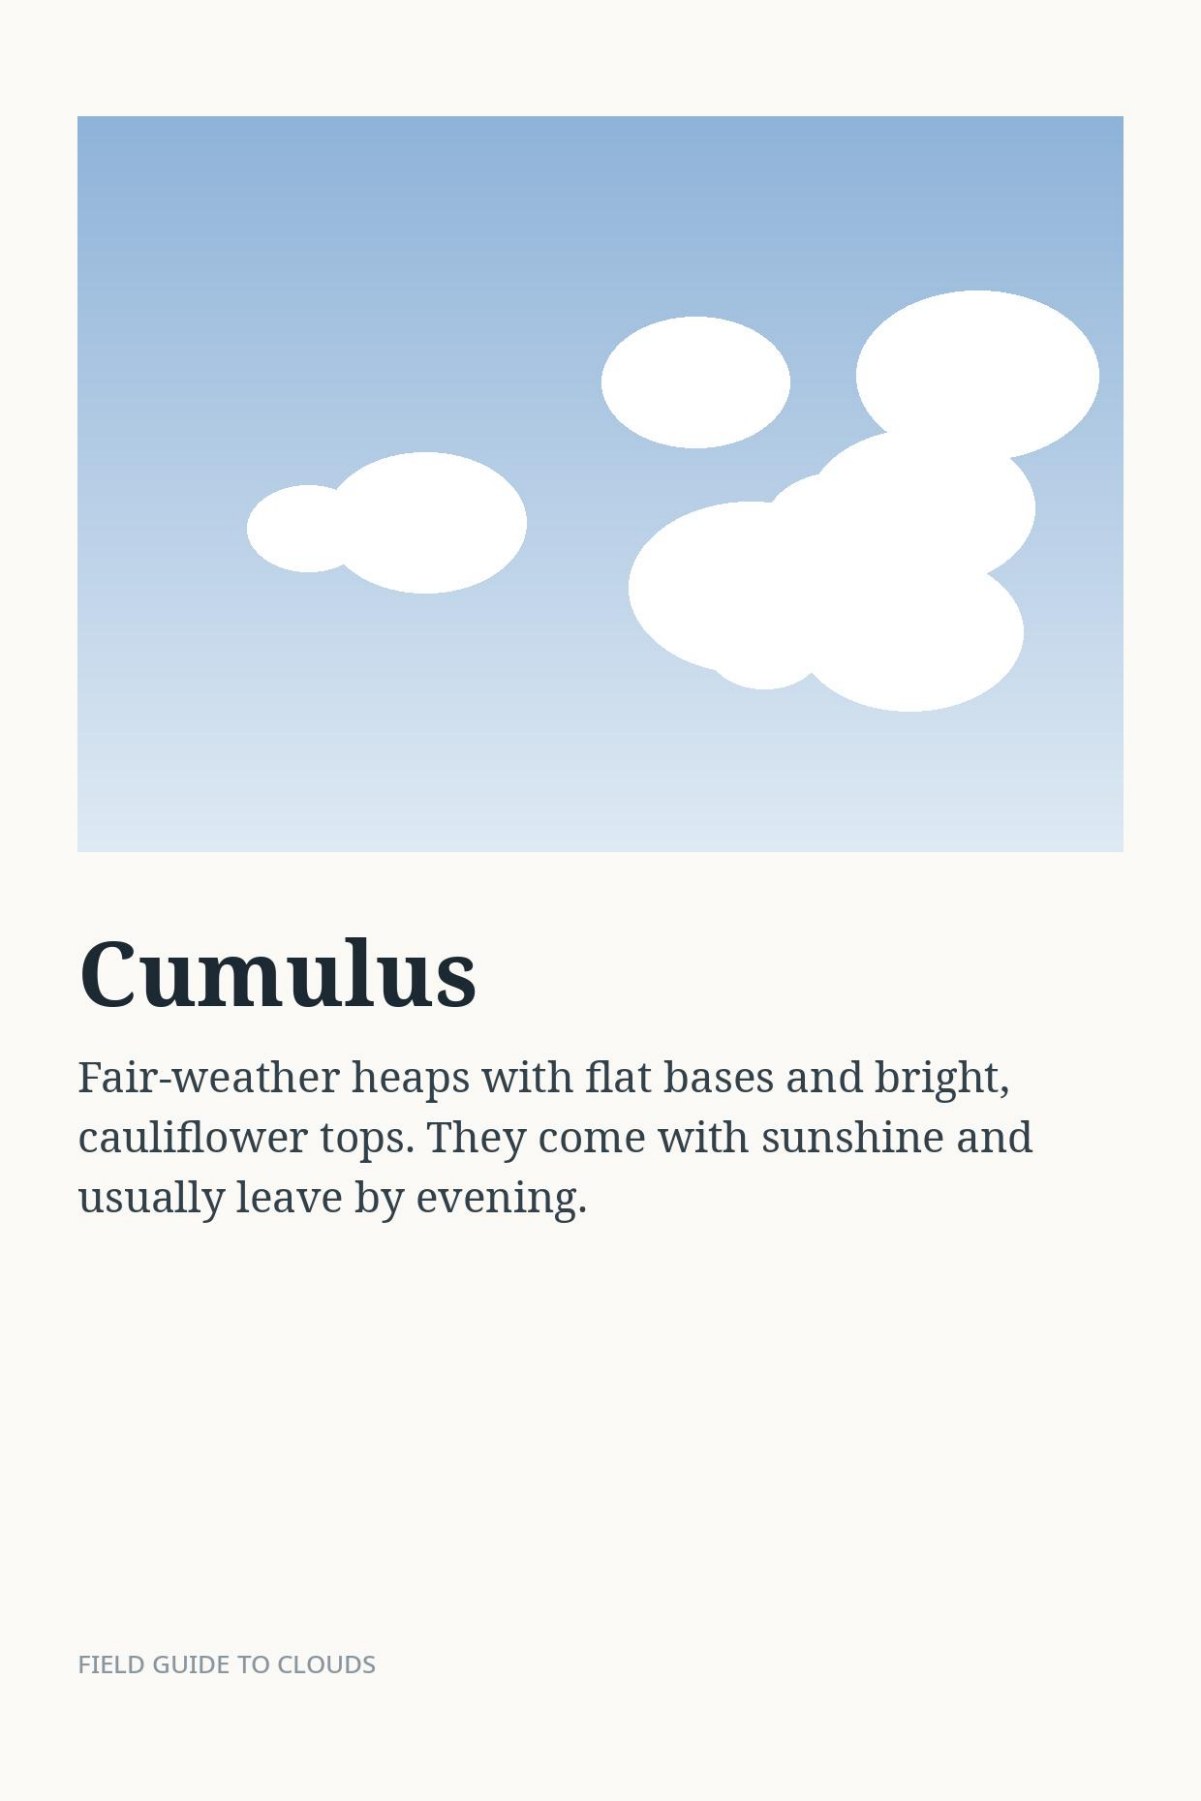 Cumulus
Fair-weather heaps with flat bases and bright,
cauliflower tops. They come with sunshine and
usually leave by evening.
FIELD GUIDE TO CLOUDS